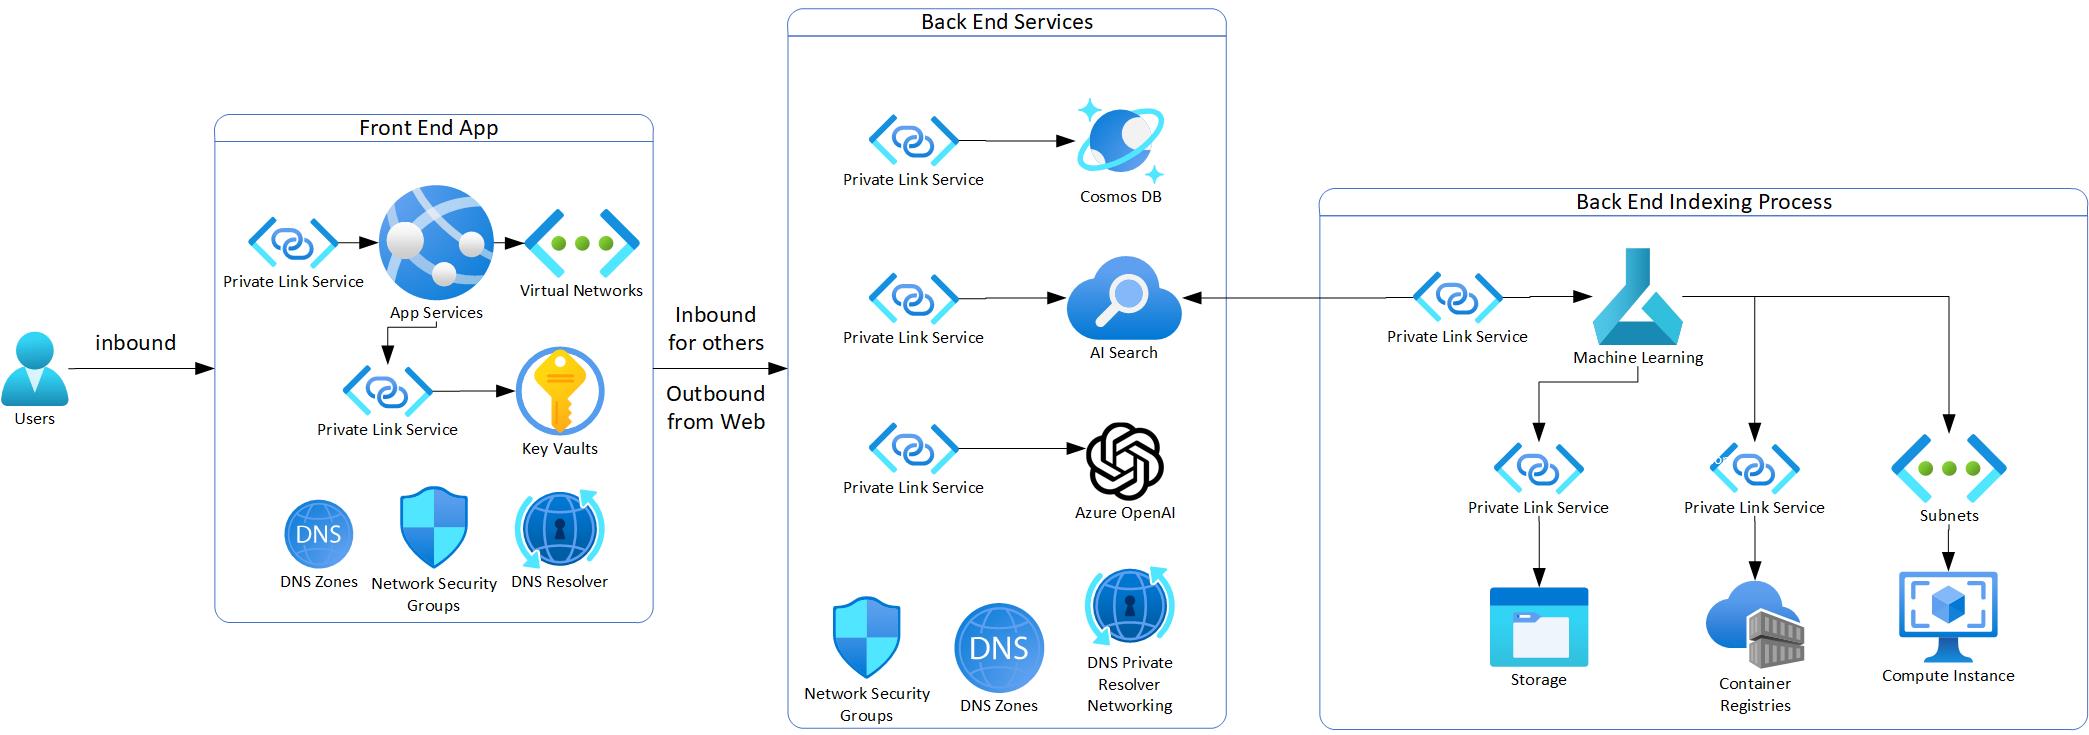 Users
inbound
Front End App
Private Link Service
App Services
Virtual Networks
Private Link Service
Key Vaults
DNS
DNS Zones
Network Security
Groups
DNS Resolver
Inbound
for others
Outbound
from Web
Back End Services
Private Link Service
Cosmos DB
Private Link Service
AI Search
Private Link Service
Azure OpenAI
Network Security
Groups
DNS
DNS Zones
DNS Private
Resolver
Networking
Back End Indexing Process
Private Link Service
Machine Learning
Private Link Service
Private Link Service
Subnets
Storage
Container
Registries
Compute Instance